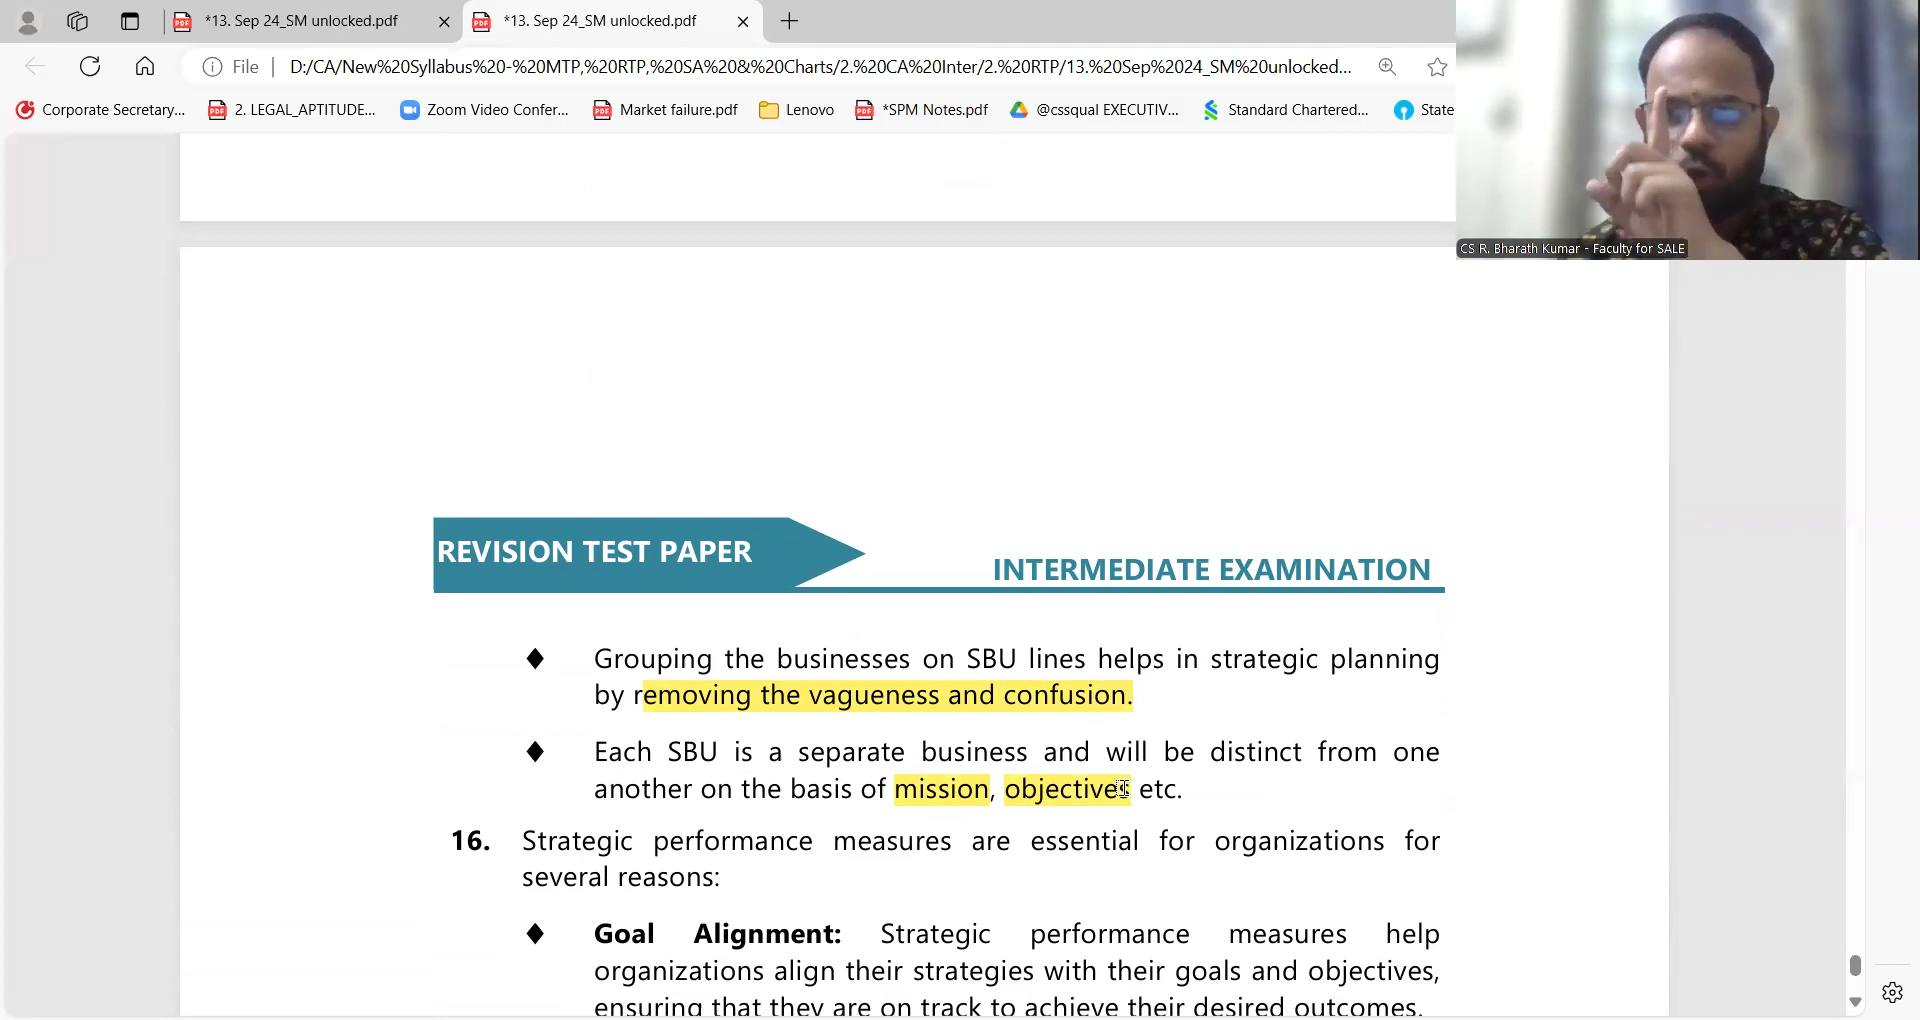 *13. Sep 24_SM unlocked.pdf
*13. Sep 24_SM unlocked.pdf
File
D:/CA/New%20Syllabus%20-%20MTP,%20RTP,%20SA%20&%20Charts/2.%20CA%20Inter/2.%20RTP/13.%20Sep%2024_SM%20unlocked...
Corporate Secretary...
2. LEGAL_APTITUDE...
Zoom Video Confer...
Market failure.pdf
Lenovo
*SPM Notes.pdf
@cssqual EXECUTIV...
Standard Chartered...
State
CS R. Bharath Kumar - Faculty for SALE
REVISION TEST PAPER
INTERMEDIATE EXAMINATION
♦ Grouping the businesses on SBU lines helps in strategic planning
by removing the vagueness and confusion.
♦ Each SBU is a separate business and will be distinct from one
another on the basis of mission, objectives etc.
16. Strategic performance measures are essential for organizations for
several reasons:
♦ Goal Alignment: Strategic performance measures help
organizations align their strategies with their goals and objectives,
ensuring that they are on track to achieve their desired outcomes.